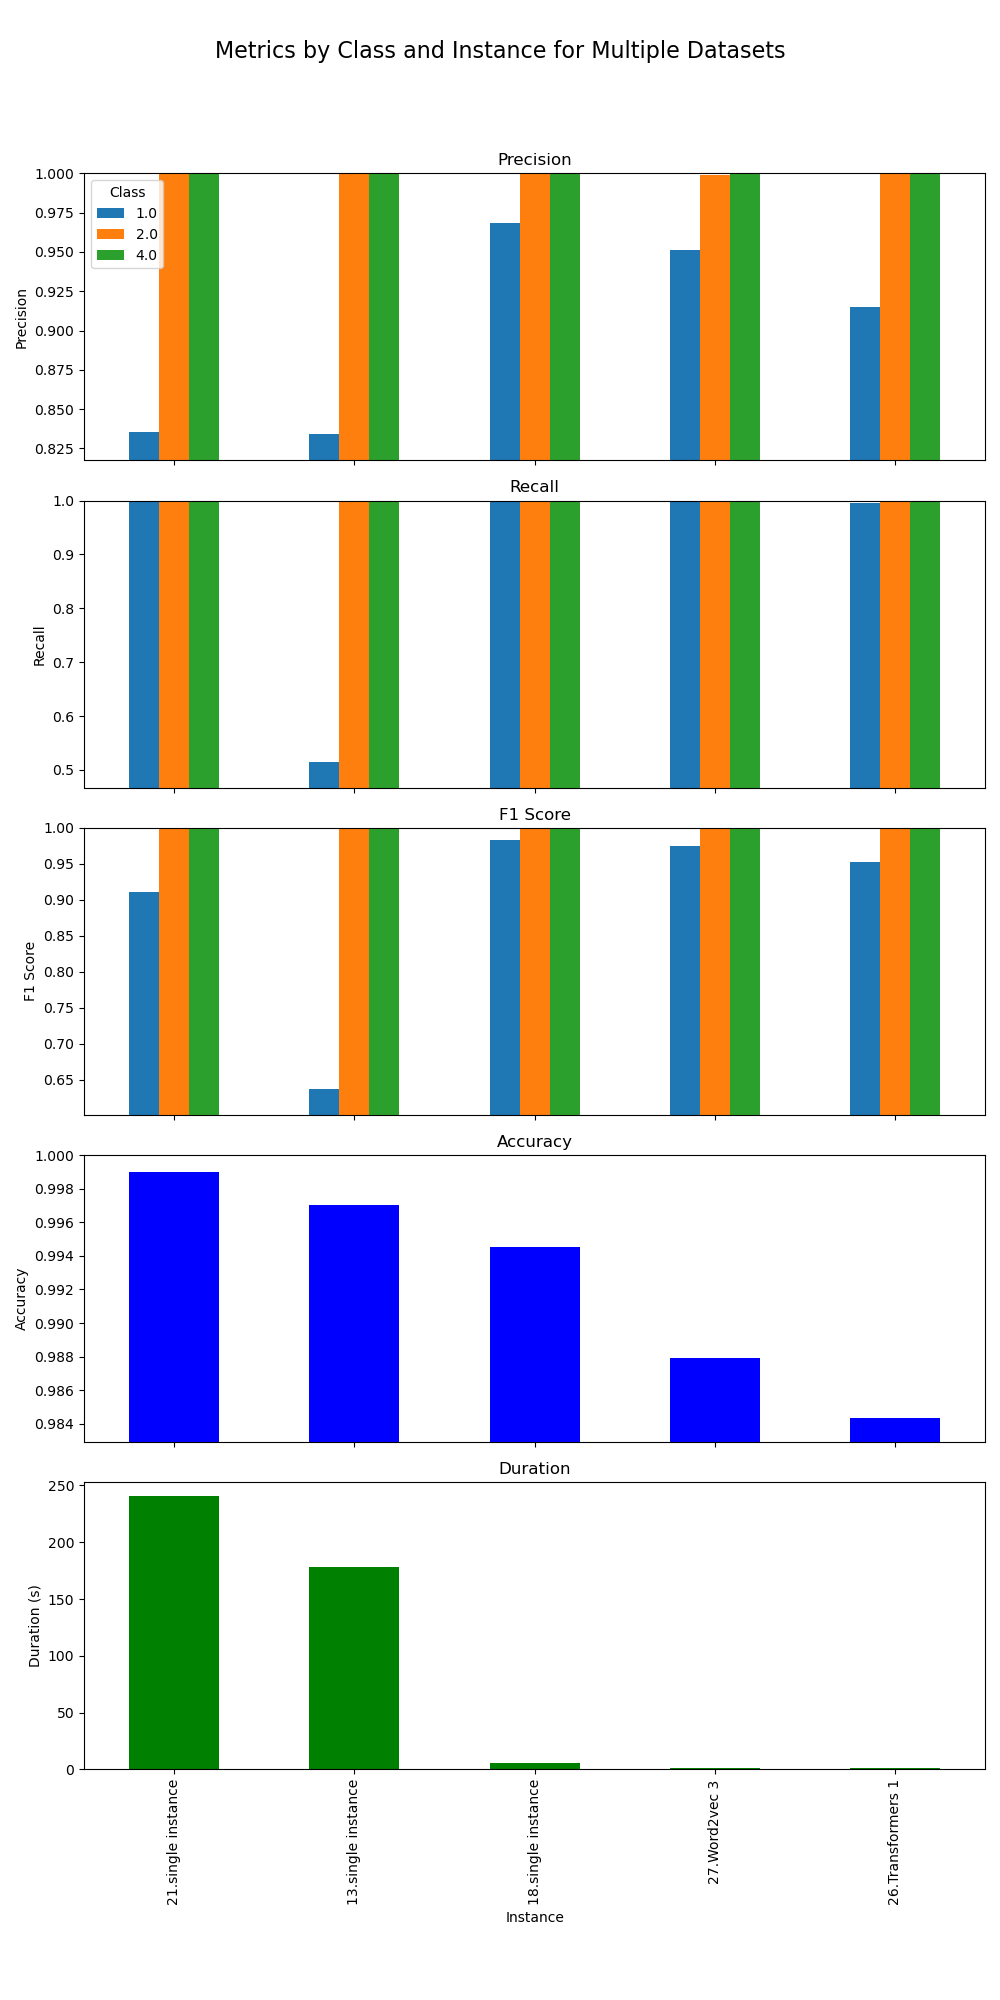 Metrics by Class and Instance for Multiple Datasets
Precision
1.000
0.975
0.950
0.925
0.900
0.875
0.850
0.825
Precision
Class
1.0
2.0
4.0
Recall
1.0
0.9
0.8
0.7
0.6
0.5
Recall
F1 Score
1.00
0.95
0.90
0.85
0.80
0.75
0.70
0.65
F1 Score
Accuracy
1.000
0.998
0.996
0.994
0.992
0.990
0.988
0.986
0.984
Accuracy
Duration
250
200
150
100
50
0
Duration (s)
21.single instance
13.single instance
18.single instance
27.Word2vec 3
26.Transformers 1
Instance